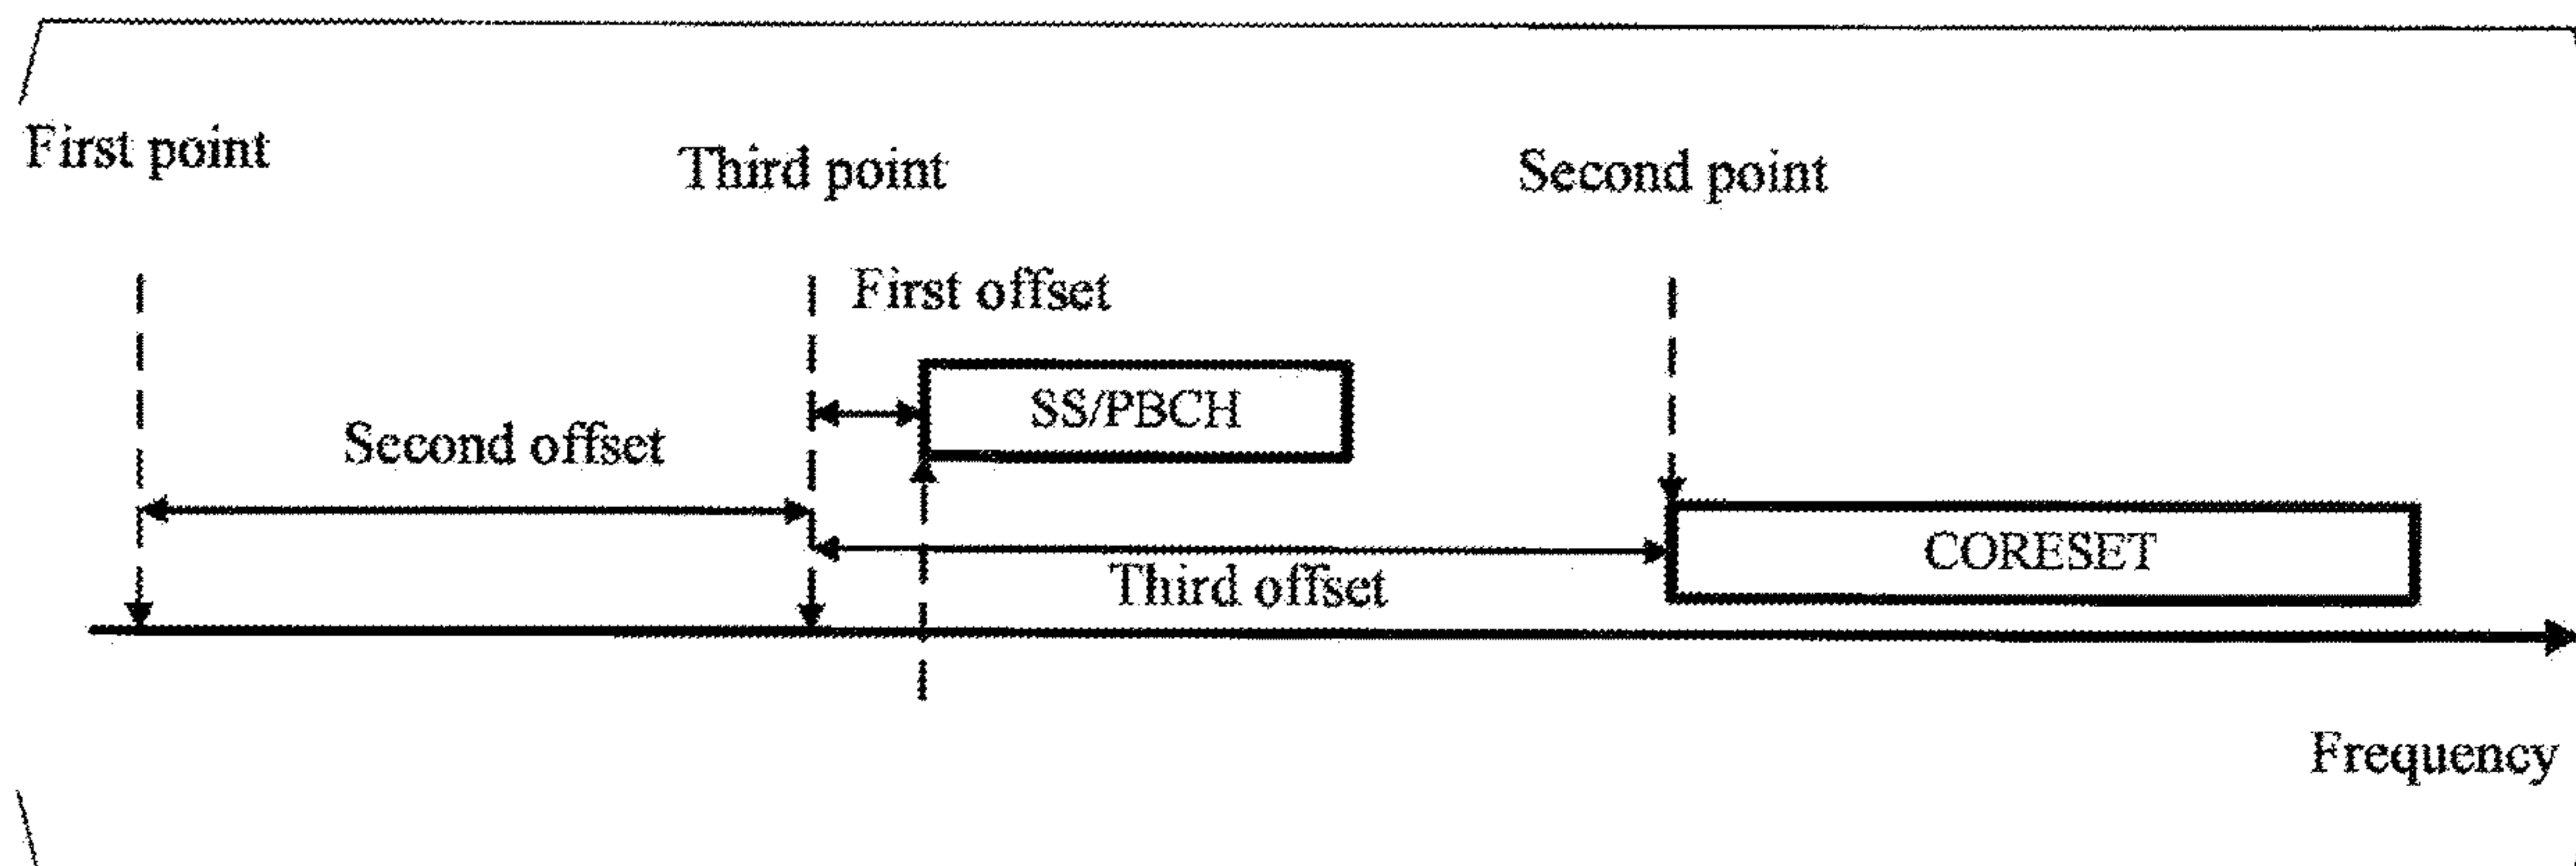 First point
Third point
Second point
First offset
SS/PBCH
Second offset
CORESET
Third offset
Frequency